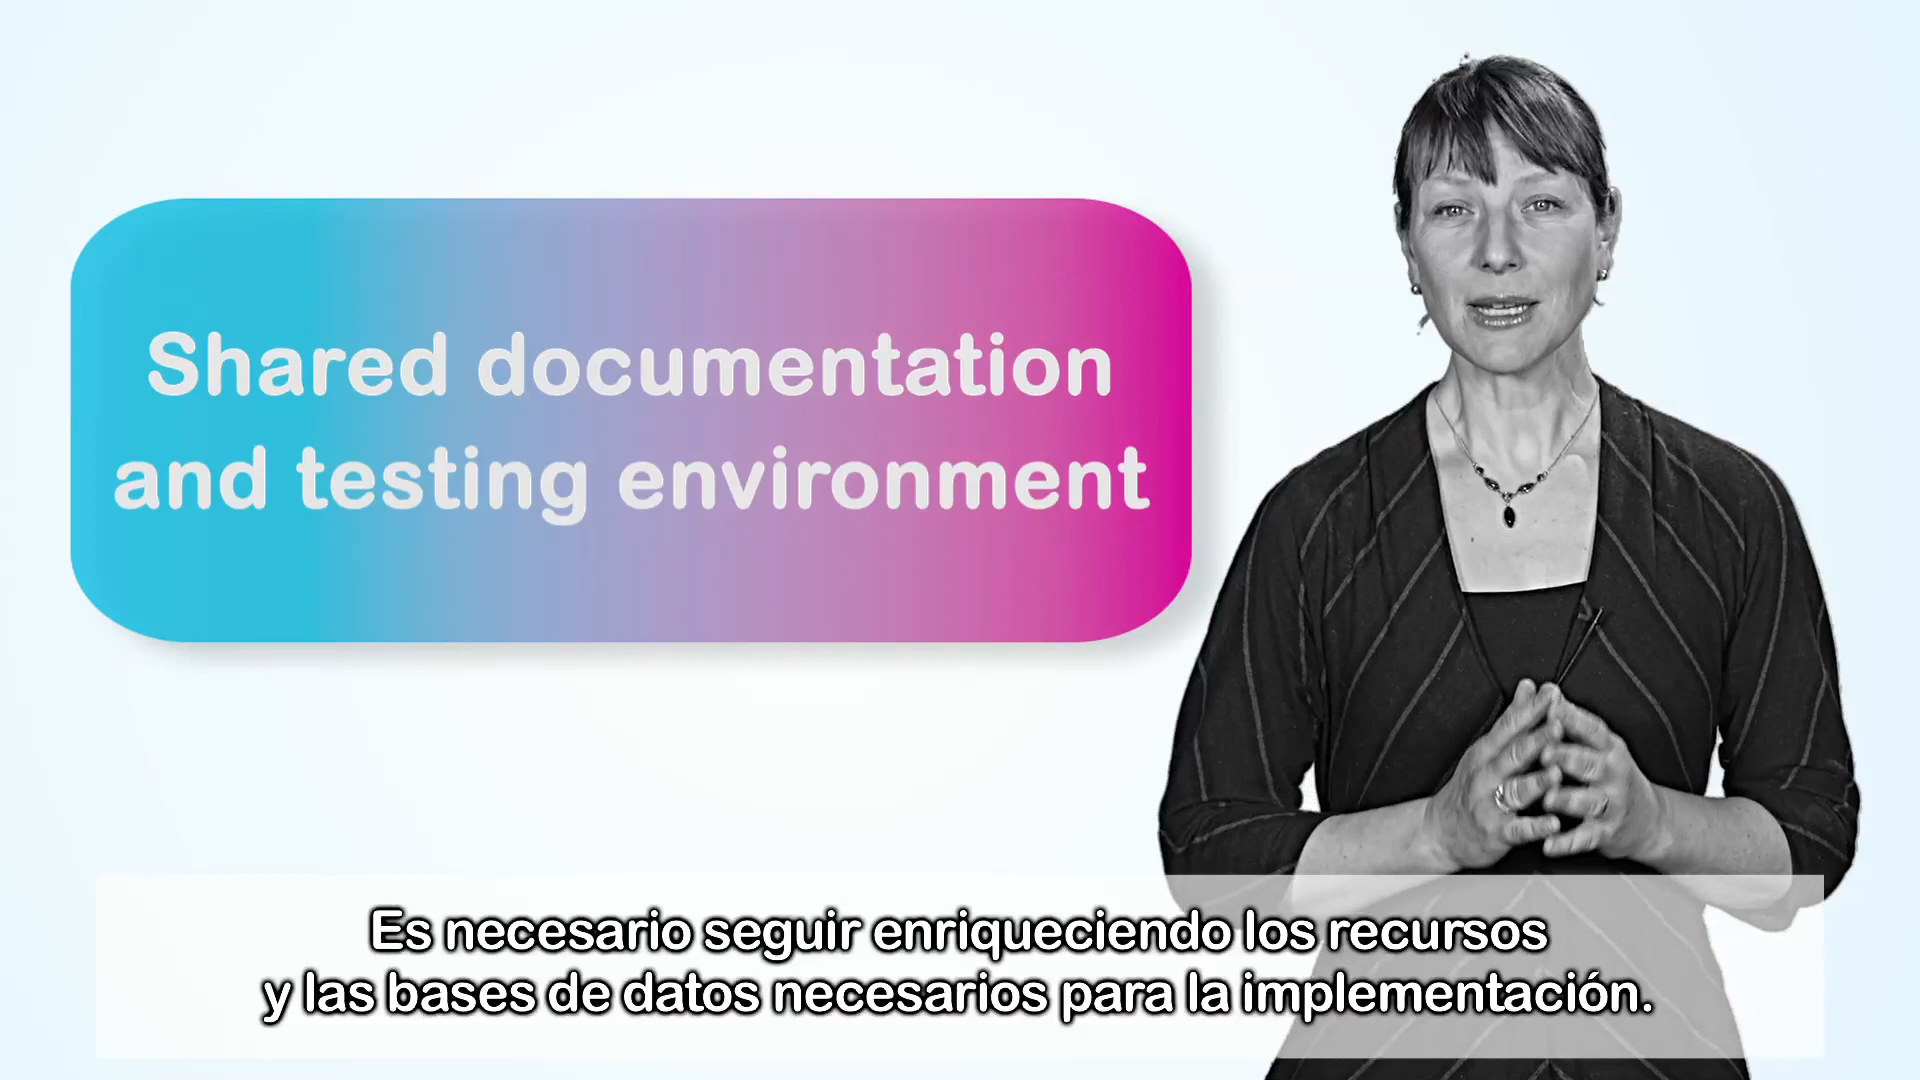 Shared documentation
and testing environment
Es necesario seguir enriqueciendo los recursos
y las bases de datos necesarios para la implementación.